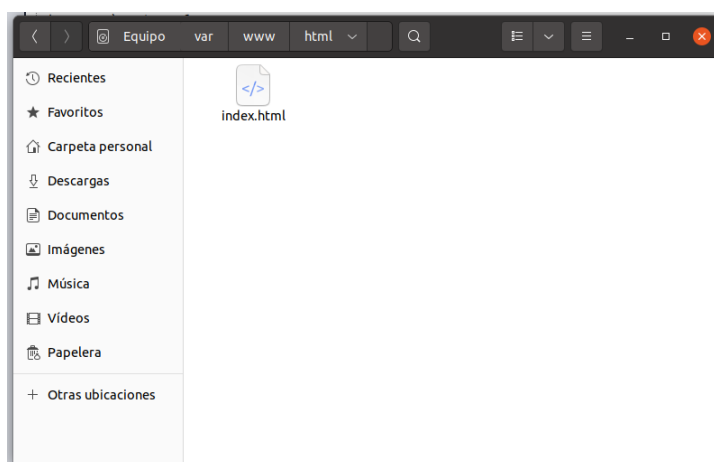 Equipo var www html
Recientes
Favoritos
Carpeta personal
Descargas
Documentos
Imágenes
Música
Vídeos
Papelera
Otras ubicaciones
index.html